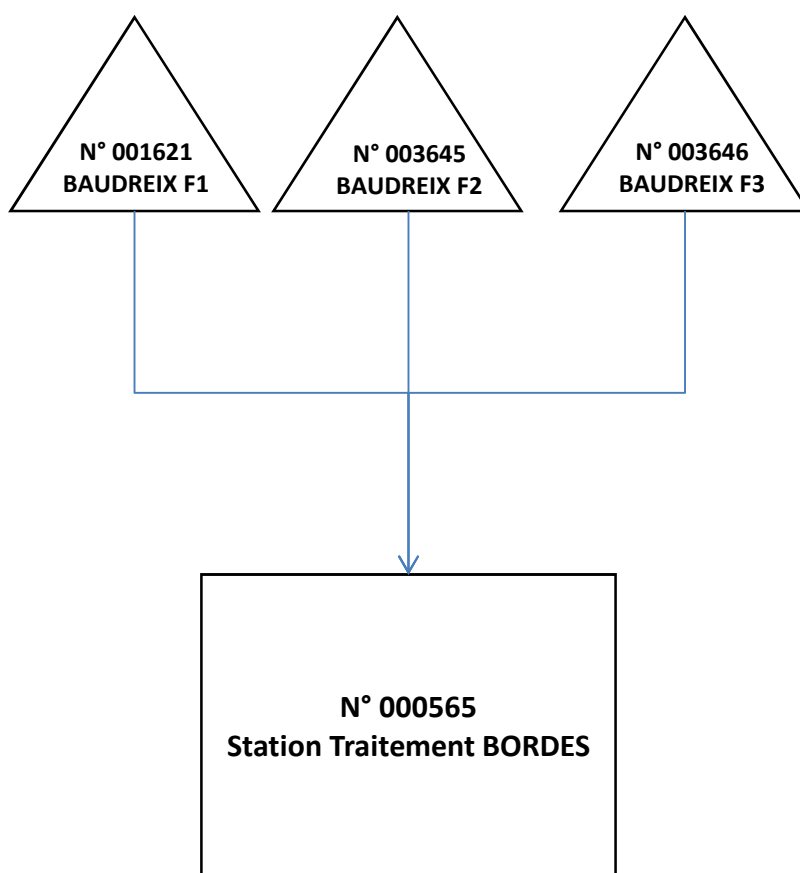 N° 001621
BAUDREIX F1
N° 003645
BAUDREIX F2
N° 003646
BAUDREIX F3
N° 000565
Station Traitement BORDES